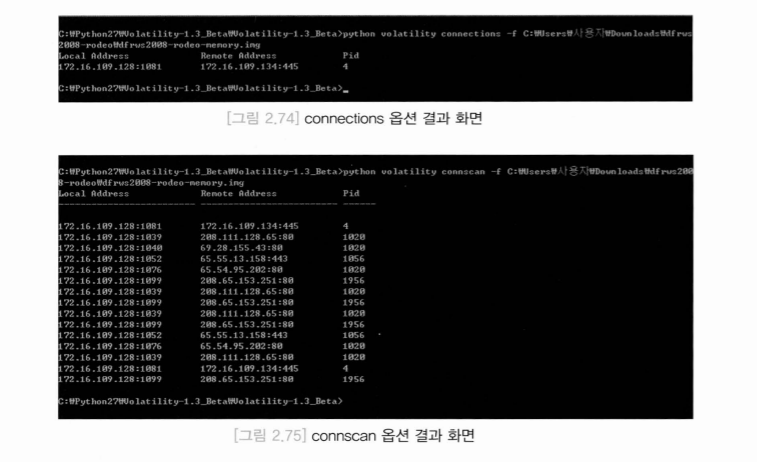 C:₩Python27₩Volatility-1.3_Beta₩Volatility-1.3_Beta>python volatility connections -f C:₩Users₩사용자₩Downloads₩dfrws
2008-rodeo₩dfrws2008-rodeo-memory.img
Local Address Remote Address Pid
172.16.109.128:1081 172.16.109.134:445 4
C:₩Python27₩Volatility-1.3_Beta₩Volatility-1.3_Beta>_
[그림 2.74] connections 옵션 결과 화면
C:₩Python27₩Volatility-1.3_Beta₩Volatility-1.3_Beta>python volatility connscan -f C:₩Users₩사용자₩Downloads₩dfrws200
8-rodeo₩dfrws2008-rodeo-memory.img
Local Address Remote Address Pid
------------------------ ------------------------ ------
172.16.109.128:1081 172.16.109.134:445 4
172.16.109.128:1039 208.111.128.65:80 1020
172.16.109.128:1040 69.28.155.43:80 1020
172.16.109.128:1052 65.55.13.158:443 1056
172.16.109.128:1076 65.54.95.202:80 1020
172.16.109.128:1099 208.65.153.251:80 1956
172.16.109.128:1039 208.111.128.65:80 1020
172.16.109.128:1099 208.65.153.251:80 1956
172.16.109.128:1039 208.111.128.65:80 1020
172.16.109.128:1099 208.65.153.251:80 1956
172.16.109.128:1052 65.55.13.158:443 1056
172.16.109.128:1076 65.54.95.202:80 1020
172.16.109.128:1039 208.111.128.65:80 1020
172.16.109.128:1081 172.16.109.134:445 4
172.16.109.128:1099 208.65.153.251:80 1956
C:₩Python27₩Volatility-1.3_Beta₩Volatility-1.3_Beta>
[그림 2.75] connscan 옵션 결과 화면